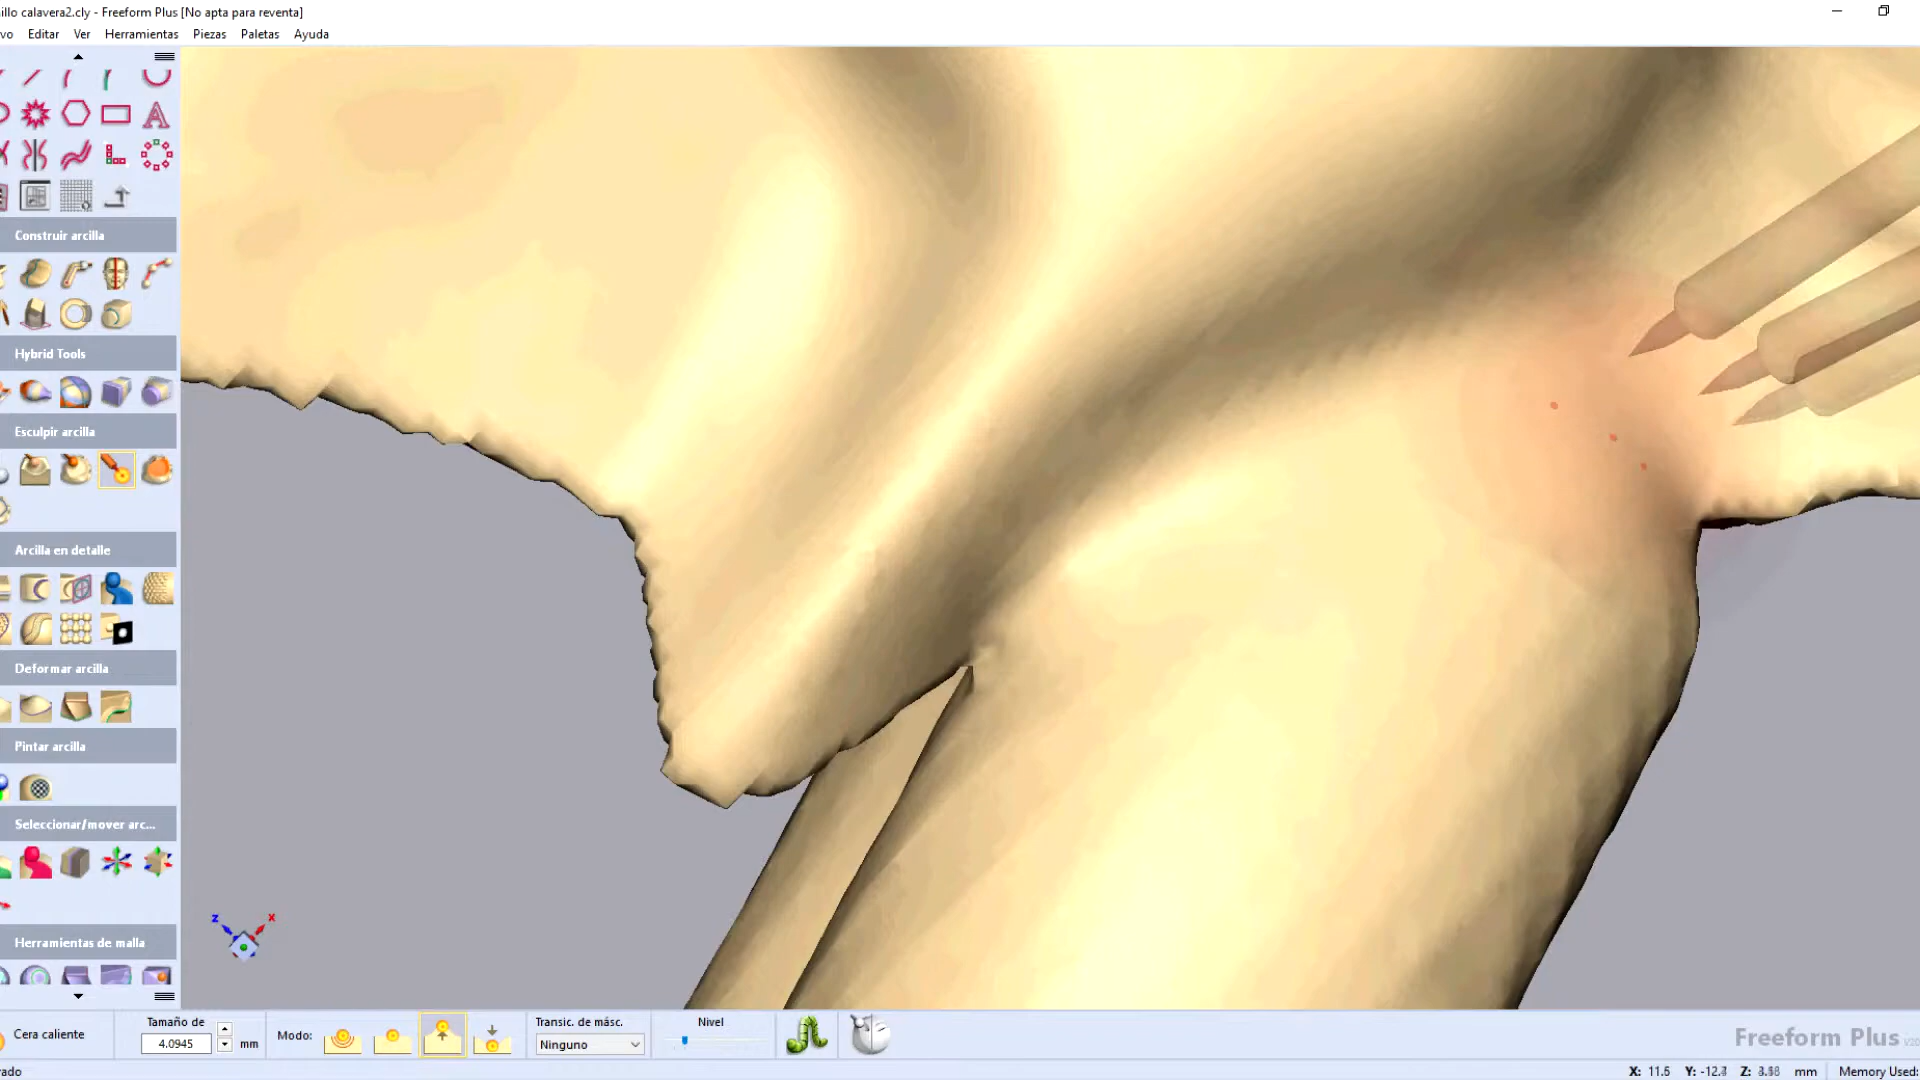 illo calavera2.cly - Freeform Plus [No apta para reventa]
vo Editar Ver Herramientas Piezas Paletas Ayuda
Construir arcilla
Hybrid Tools
Esculpir arcilla
Arcilla en detalle
Deformar arcilla
Pintar arcilla
Seleccionar/mover arc...
z x
Herramientas de malla
Cera caliente
Tamaño de
4.0945 mm
Modo:
Transic. de másc.
Ninguno
Nivel
Freeform Plus
rado
X: 11.5 Y: Z: mm Memory Used: